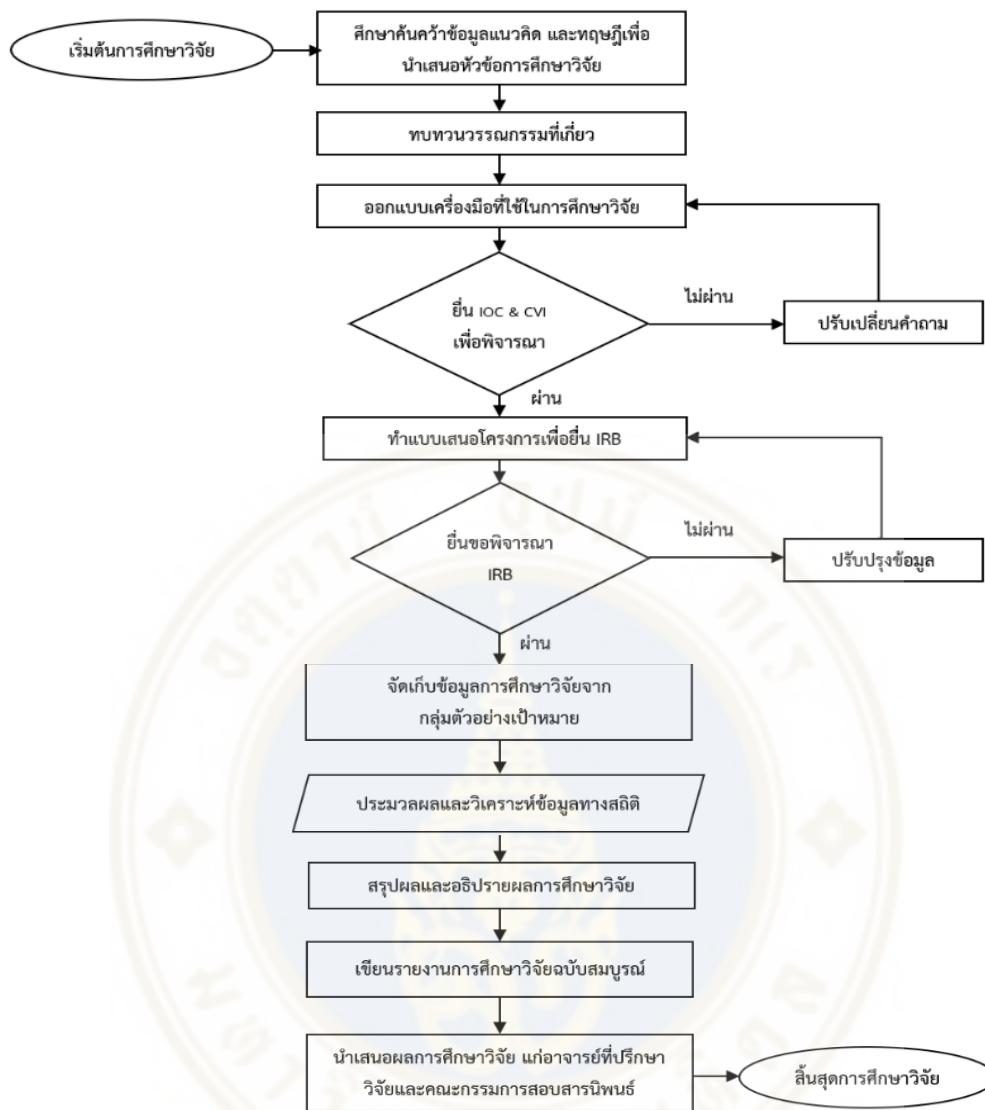 เริ่มต้นการศึกษาวิจัย
ศึกษาค้นคว้าข้อมูลแนวคิด และทฤษฎีเพื่อ
นำเสนอหัวข้อการศึกษาวิจัย
ทบทวนวรรณกรรมที่เกี่ยว
ออกแบบเครื่องมือที่ใช้ในการศึกษาวิจัย
ยื่น IOC & CVI
เพื่อพิจารณา
ไม่ผ่าน
ปรับเปลี่ยนคำถาม
ผ่าน
ทำแบบเสนอโครงการเพื่อยื่น IRB
ยื่นขอพิจารณา
IRB
ไม่ผ่าน
ปรับปรุงข้อมูล
ผ่าน
จัดเก็บข้อมูลการศึกษาวิจัยจาก
กลุ่มตัวอย่างเป้าหมาย
ประมวลผลและวิเคราะห์ข้อมูลทางสถิติ
สรุปผลและอธิปรายผลการศึกษาวิจัย
เขียนรายงานการศึกษาวิจัยฉบับสมบูรณ์
นำเสนอผลการศึกษาวิจัย แก่อาจารย์ที่ปรึกษา
วิจัยและคณะกรรมการสอบสารนิพนธ์
สิ้นสุดการศึกษาวิจัย